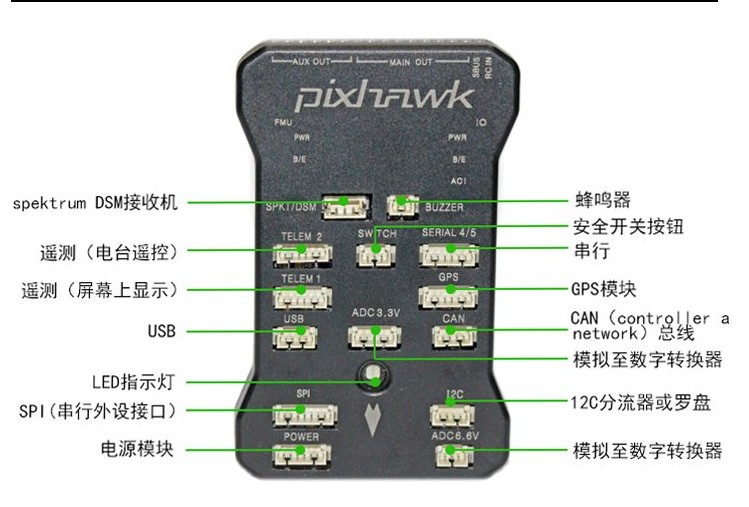 AUX OUT
MAIN OUT
SBUS
RC IN
pixhawk
FMU
IO
PWR
PWR
B/E
B/E
ACI
spektrum DSM接收机
SPKT/DSM
BUZZER
蜂鸣器
安全开关按钮
遥测（电台遥控）
TELEM 2
SWITCH
SERIAL 4/5
串行
遥测（屏幕上显示）
TELEM 1
GPS
GPS模块
USB
USB
ADC 3.3V
CAN
CAN（controller a
network）总线
模拟至数字转换器
LED指示灯
SPI(串行外设接口）
SPI
I2C
I2C分流器或罗盘
电源模块
POWER
ADC 6.6V
模拟至数字转换器